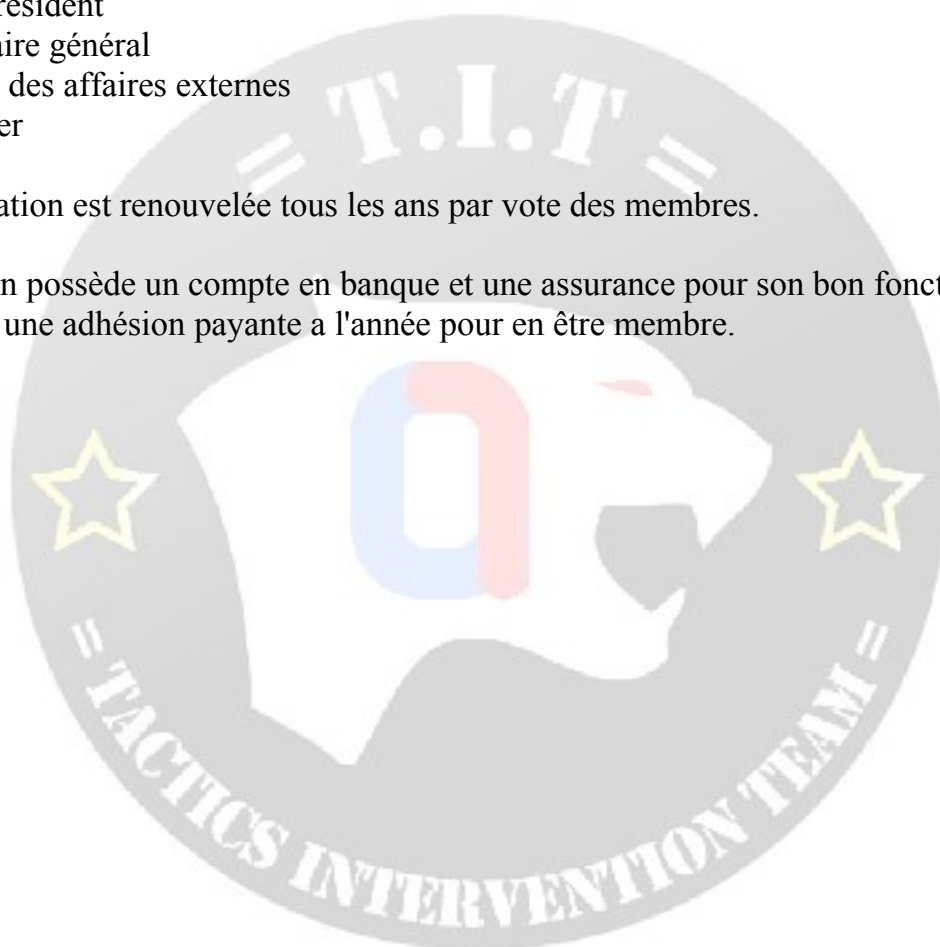 résident
aire général
des affaires externes
er
ation est renouvelée tous les ans par vote des membres.
n possède un compte en banque et une assurance pour son bon fonct
une adhésion payante a l'année pour en être membre.
= T.I.T =
= TACTICS INTERVENTION TEAM =